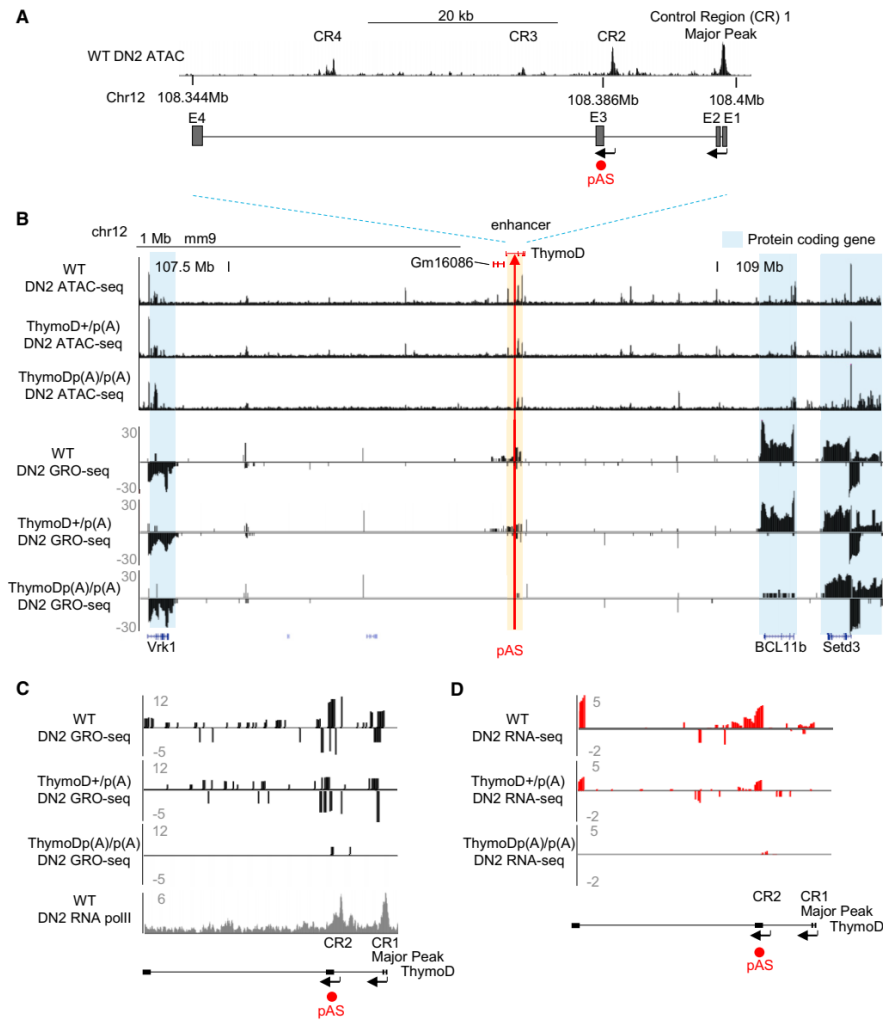 A
20 kb
Control Region (CR) 1
Major Peak
CR4
CR3
CR2
WT DN2 ATAC
Chr12
108.344Mb
108.386Mb
108.4Mb
E4
E3
E2
E1
pAS
B
chr12
enhancer
1 Mb
mm9
Protein coding gene
ThymoD
Gm16086
107.5 Mb
109 Mb
WT
DN2 ATAC-seq
ThymoD+/p(A)
DN2 ATAC-seq
ThymoDp(A)/p(A)
DN2 ATAC-seq
30
WT
DN2 GRO-seq
-30
30
ThymoD+/p(A)
DN2 GRO-seq
-30
30
ThymoDp(A)/p(A)
DN2 GRO-seq
-30
Vrk1
pAS
BCL11b
Setd3
C
12
WT
DN2 GRO-seq
-5
12
ThymoD+/p(A)
DN2 GRO-seq
-5
12
ThymoDp(A)/p(A)
DN2 GRO-seq
-5
6
WT
DN2 RNA polII
CR2
CR1
Major Peak
ThymoD
pAS
D
5
WT
DN2 RNA-seq
-2
5
ThymoD+/p(A)
DN2 RNA-seq
-2
5
ThymoDp(A)/p(A)
DN2 RNA-seq
-2
CR2
CR1
Major Peak
ThymoD
pAS